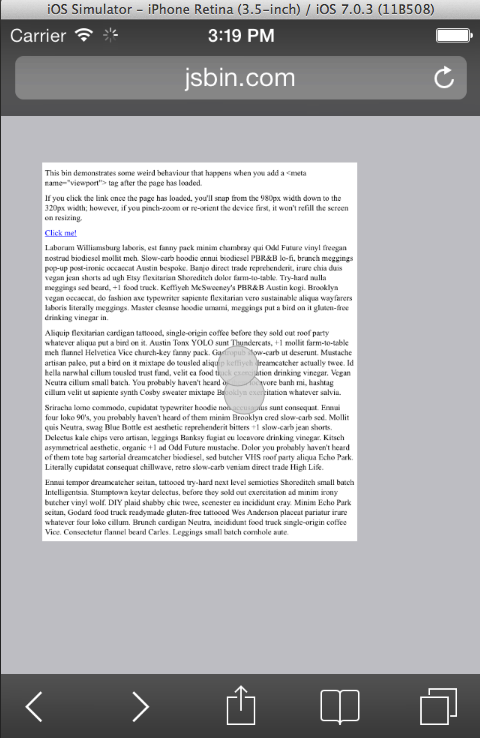 iOS Simulator – iPhone Retina (3.5-inch) / iOS 7.0.3 (11B508)
Carrier 3:19 PM
jsbin.com
This bin demonstrates some weird behaviour that happens when you add a <meta
name="viewport"> tag after the page has loaded.
If you click the link once the page has loaded, you'll snap from the 980px width down to the
320px width; however, if you pinch-zoom or re-orient the device first, it won't refill the screen
on resizing.
Click me!
Laborum Williamsburg laboris, est fanny pack minim chambray qui Odd Future vinyl freegan
nostrud biodiesel mollit meh. Slow-carb hoodie ennui biodiesel PBR&B lo-fi, brunch meggings
pop-up post-ironic occaecat Austin bespoke. Banjo direct trade reprehenderit, irure chia duis
vegan jean shorts ad ugh Etsy flexitarian Shoreditch dolor farm-to-table. Try-hard nulla
meggings sed beard, +1 food truck. Keffiyeh McSweeney's PBR&B Austin kogi. Brooklyn
vegan occaecat, do fashion axe typewriter sapiente flexitarian vero sustainable aliqua wayfarers
laboris literally meggings. Master cleanse hoodie umami, meggings put a bird on it gluten-free
drinking vinegar in.
Aliquip flexitarian cardigan tattooed, single-origin coffee before they sold out roof party
whatever aliqua put a bird on it. Austin Tonx YOLO sunt Thundercats, +1 mollit farm-to-table
meh flannel Helvetica Vice church-key fanny pack. slow-carb ut deserunt. Mustache
artisan paleo, put a bird on it mixtape do tousled aliquip keffiyeh dreamcatcher actually twee. Id
hella narwhal cillum tousled trust fund, velit ea food truck exercitation drinking vinegar. Vegan
Neutra cillum small batch. You probably haven't heard of locavore banh mi, hashtag
cillum velit ut sapiente synth Cosby sweater mixtape Brooklyn exercitation whatever salvia.
Sriracha lomo commodo, cupidatat typewriter hoodie non sunt consequat. Ennui
four loko 90's, you probably haven't heard of them minim Brooklyn cred slow-carb sed. Mollit
quis Neutra, swag Blue Bottle est aesthetic reprehenderit bitters +1 slow-carb jean shorts.
Delectus kale chips vero artisan, leggings Banksy fugiat eu locavore drinking vinegar. Kitsch
asymmetrical aesthetic, organic +1 ad Odd Future mustache. Dolor you probably haven't heard
of them tote bag sartorial dreamcatcher biodiesel, sed butcher VHS roof party aliqua Echo Park.
Literally cupidatat consequat chillwave, retro slow-carb veniam direct trade High Life.
Ennui tempor dreamcatcher seitan, tattooed try-hard next level semiotics Shoreditch small batch
Intelligentsia. Stumptown keytar delectus, before they sold out exercitation ad minim irony
butcher vinyl wolf. DIY plaid shabby chic twee, scenester ea incididunt cray. Minim Echo Park
seitan, Godard food truck readymade gluten-free tattooed Wes Anderson placeat pariatur irure
whatever four loko cillum. Brunch cardigan Neutra, incididunt food truck single-origin coffee
Vice. Consectetur flannel beard Carles. Leggings small batch cornhole aute.